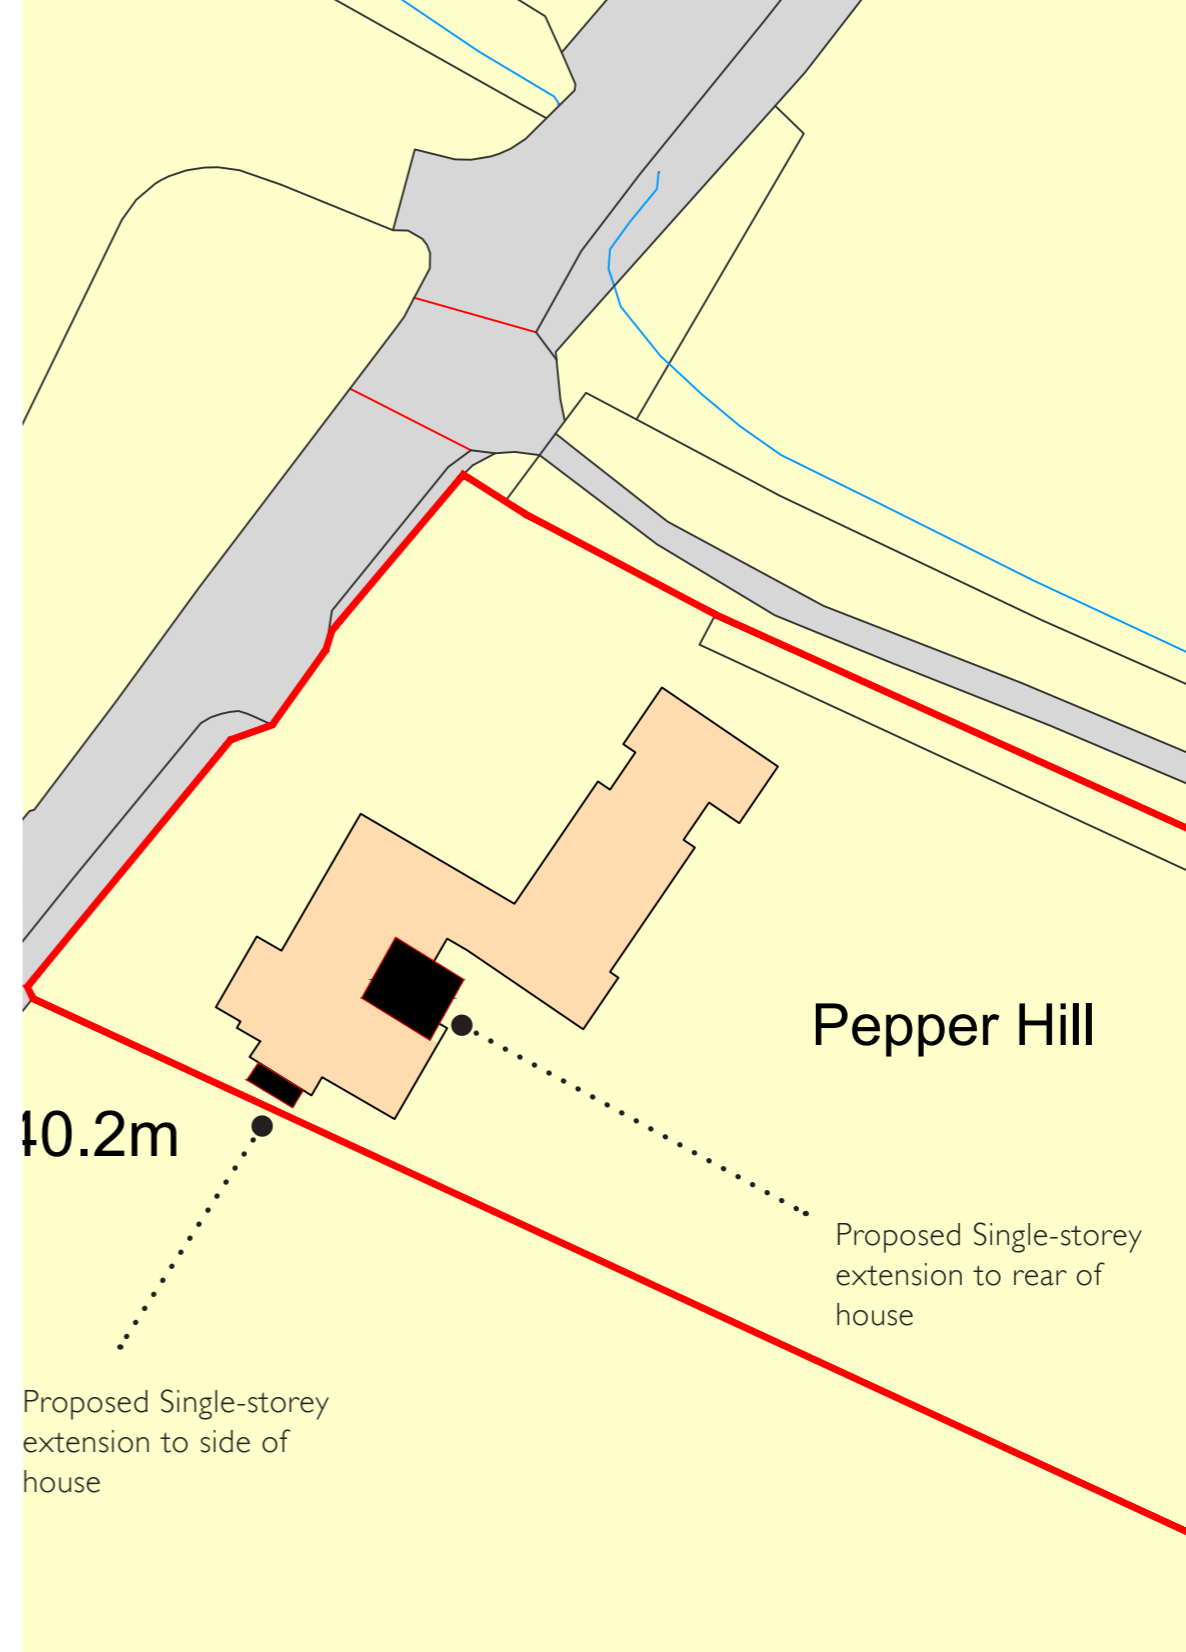 Pepper Hill
40.2m
Proposed Single-storey
extension to rear of
house
Proposed Single-storey
extension to side of
house